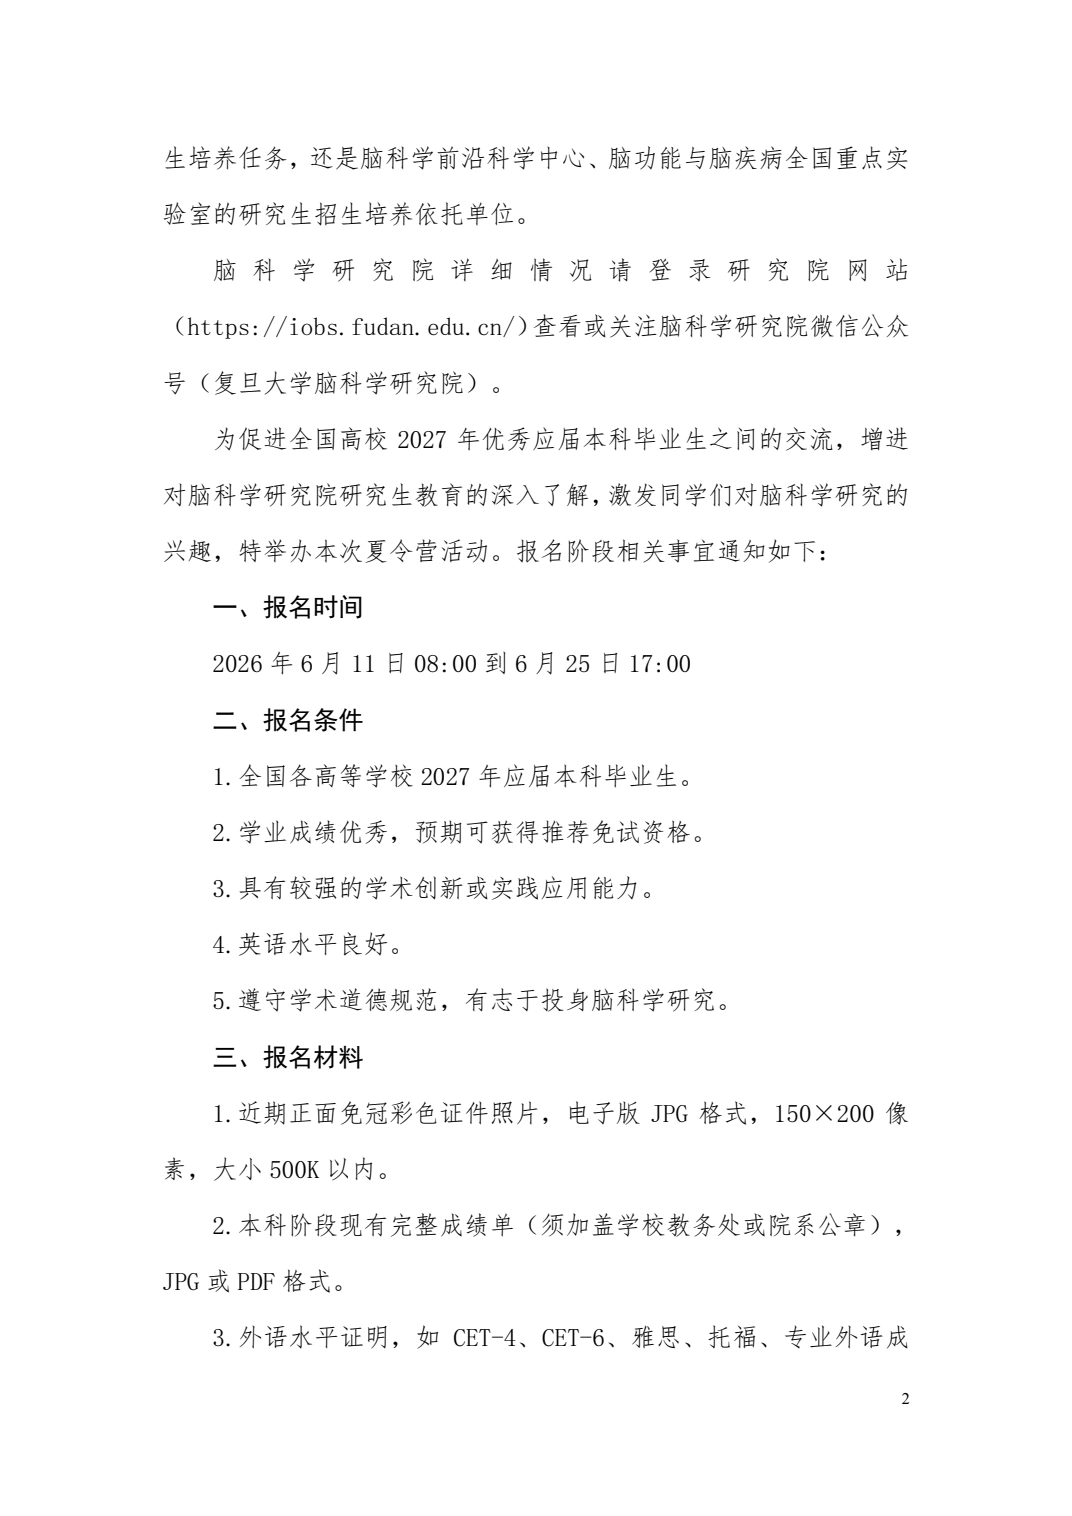 生培养任务，还是脑科学前沿科学中心、脑功能与脑疾病全国重点实
验室的研究生招生培养依托单位。
脑科学研究院详细情况请登录研究院网站
（https://iobs.fudan.edu.cn/）查看或关注脑科学研究院微信公众
号（复旦大学脑科学研究院）。
为促进全国高校 2027 年优秀应届本科毕业生之间的交流，增进
对脑科学研究院研究生教育的深入了解，激发同学们对脑科学研究的
兴趣，特举办本次夏令营活动。报名阶段相关事宜通知如下：
一、报名时间
2026 年 6 月 11 日 08:00 到 6 月 25 日 17:00
二、报名条件
1.全国各高等学校 2027 年应届本科毕业生。
2.学业成绩优秀，预期可获得推荐免试资格。
3.具有较强的学术创新或实践应用能力。
4.英语水平良好。
5.遵守学术道德规范，有志于投身脑科学研究。
三、报名材料
1.近期正面免冠彩色证件照片，电子版 JPG 格式，150×200 像
素，大小 500K 以内。
2.本科阶段现有完整成绩单（须加盖学校教务处或院系公章），
JPG 或 PDF 格式。
3.外语水平证明，如 CET-4、CET-6、雅思、托福、专业外语成
2